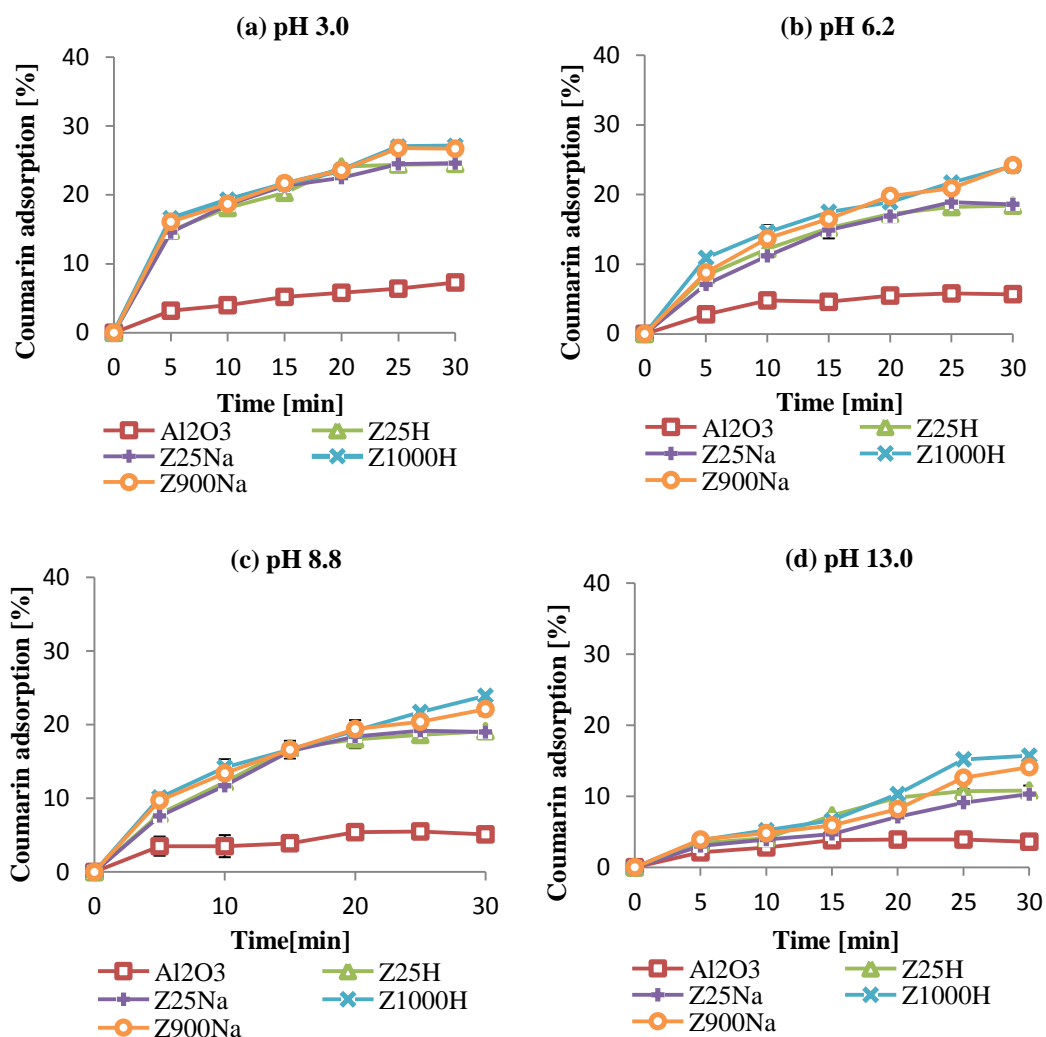 (a) pH 3.0
Coumarin adsorption [%]
40
30
20
10
0
0 5 10 15 20 25 30
Time [min]
Al2O3 Z25H
Z25Na Z1000H
Z900Na
(b) pH 6.2
Coumarin adsorption [%]
40
30
20
10
0
0 5 10 15 20 25 30
Time [min]
Al2O3 Z25H
Z25Na Z1000H
Z900Na
(c) pH 8.8
Coumarin adsorption [%]
40
30
20
10
0
0 10 20 30
Time[min]
Al2O3 Z25H
Z25Na Z1000H
Z900Na
(d) pH 13.0
Coumarin adsorption [%]
40
30
20
10
0
0 5 10 15 20 25 30
Time [min]
Al2O3 Z25H
Z25Na Z1000H
Z900Na